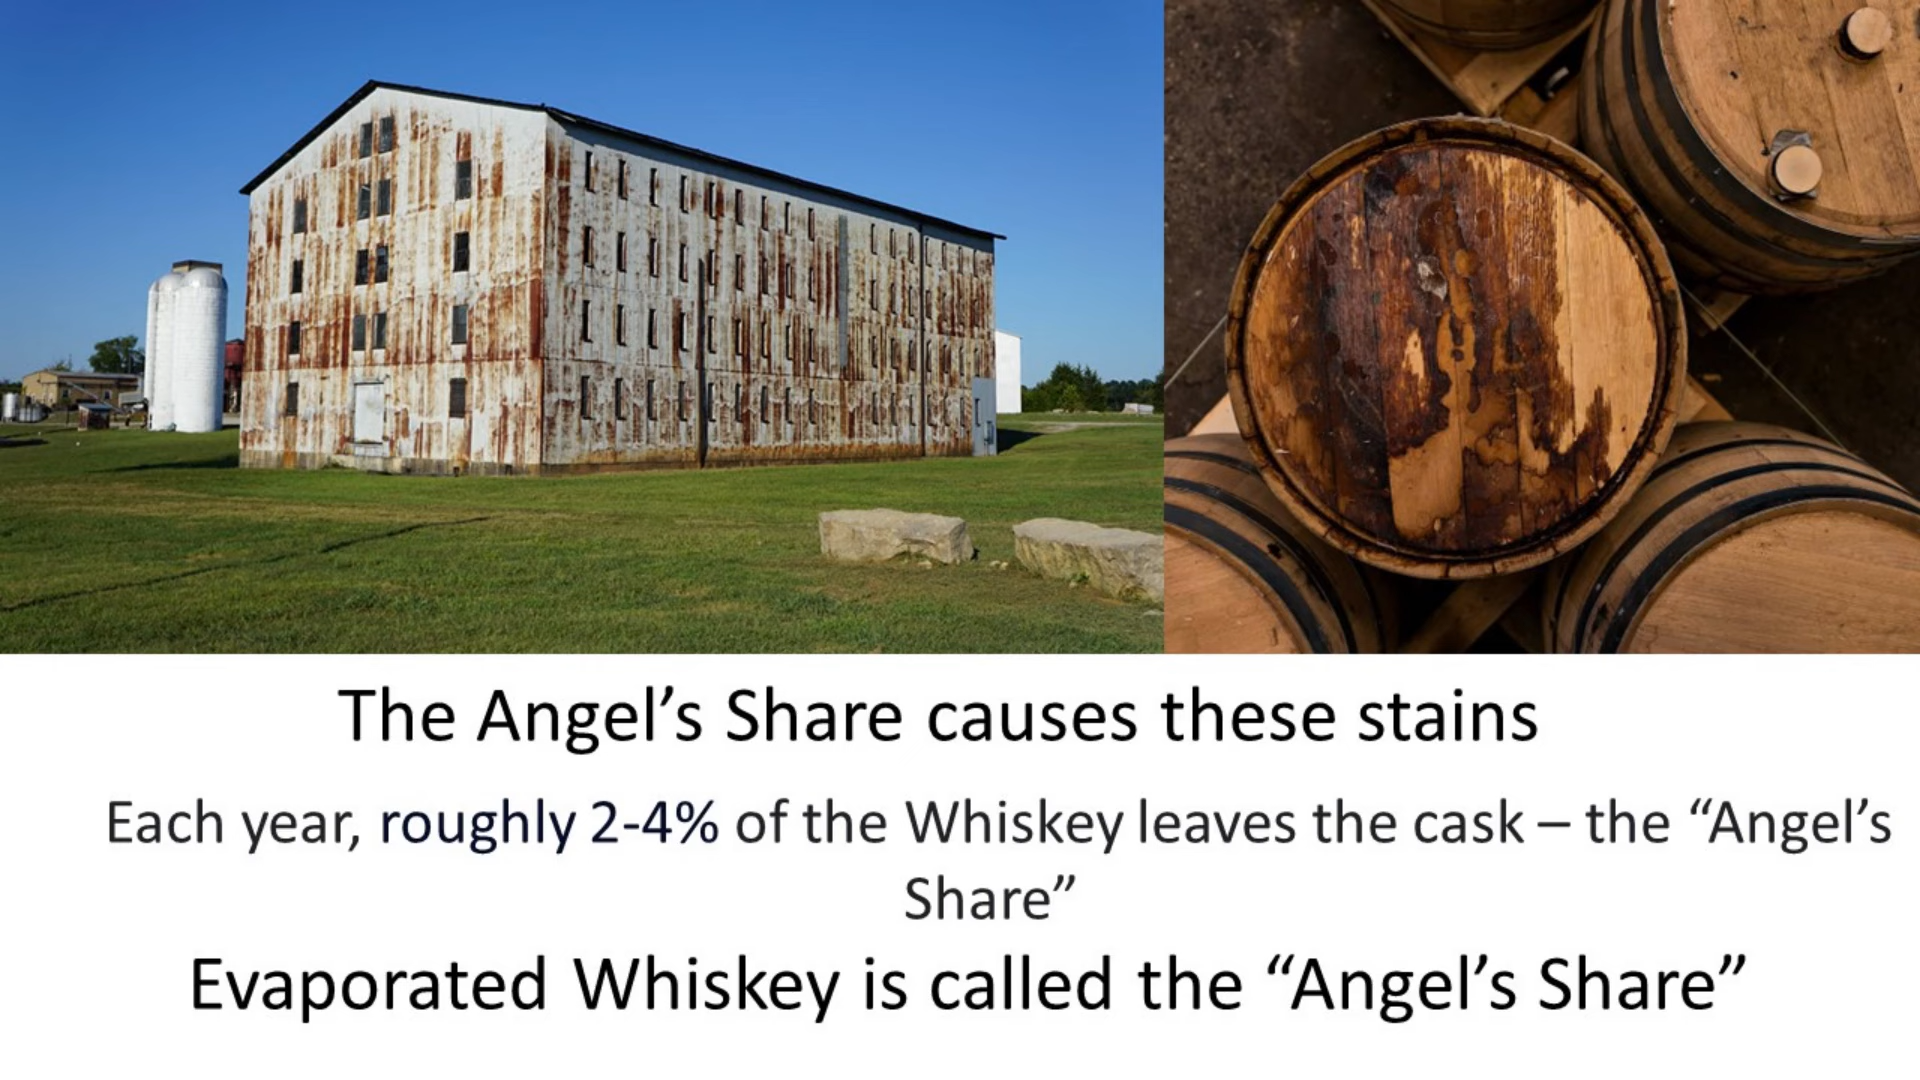 The Angel’s Share causes these stains
Each year, roughly 2-4% of the Whiskey leaves the cask – the “Angel’s
Share”
Evaporated Whiskey is called the “Angel’s Share”